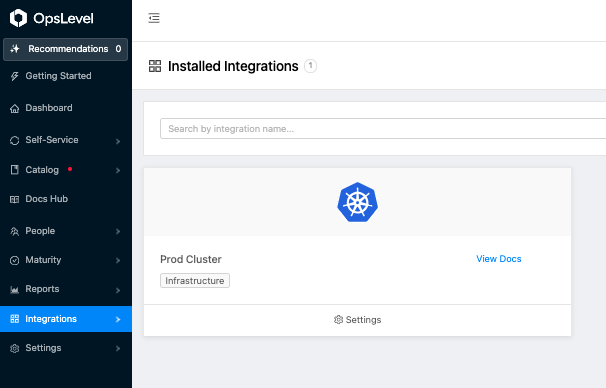 OpsLevel
Recommendations 0
Getting Started
Dashboard
Self-Service
Catalog
Docs Hub
People
Maturity
Reports
Integrations
Settings
Installed Integrations 1
Search by integration name...
Prod Cluster
View Docs
Infrastructure
Settings